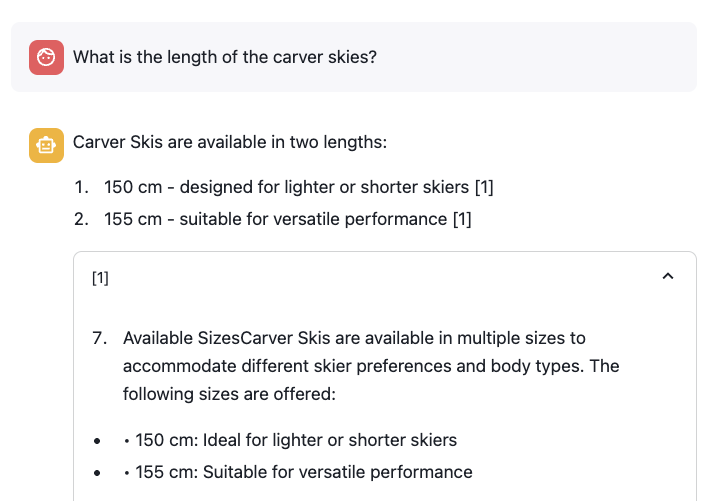 What is the length of the carver skies?
Carver Skis are available in two lengths:
1. 150 cm - designed for lighter or shorter skiers [1]
2. 155 cm - suitable for versatile performance [1]
[1]
7. Available SizesCarver Skis are available in multiple sizes to
accommodate different skier preferences and body types. The
following sizes are offered:
• • 150 cm: Ideal for lighter or shorter skiers
• • 155 cm: Suitable for versatile performance